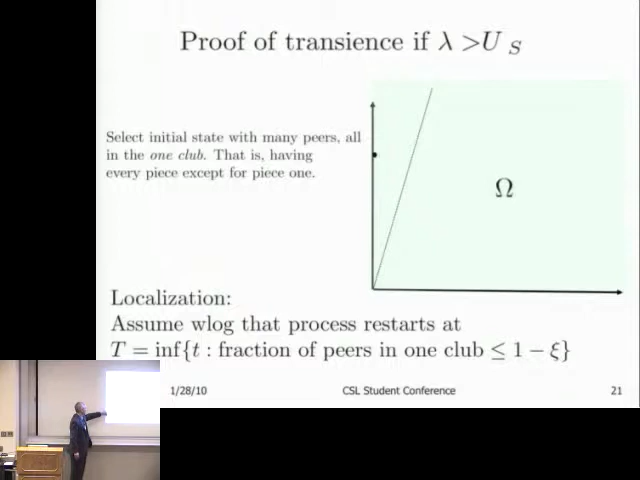 Proof of transience if λ >U S
Select initial state with many peers, all
in the one club. That is, having
every piece except for piece one.
Ω
Localization:
Assume wlog that process restarts at
T = inf{t : fraction of peers in one club ≤ 1 − ξ}
1/28/10 CSL Student Conference 21